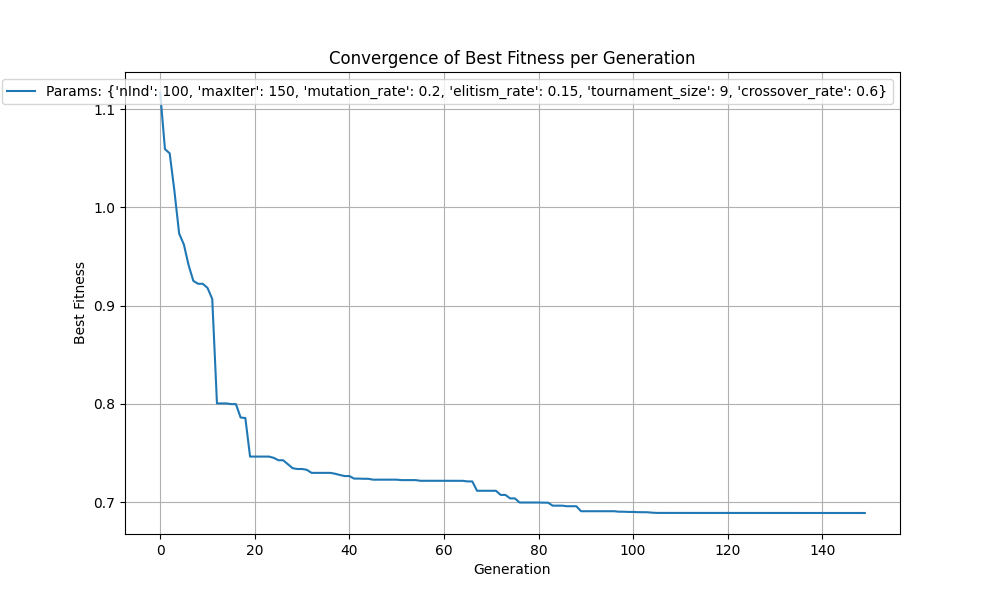 Convergence of Best Fitness per Generation
Params: {'nInd': 100, 'maxIter': 150, 'mutation_rate': 0.2, 'elitism_rate': 0.15, 'tournament_size': 9, 'crossover_rate': 0.6}
1.1
1.0
0.9
0.8
0.7
Best Fitness
0 20 40 60 80 100 120 140
Generation